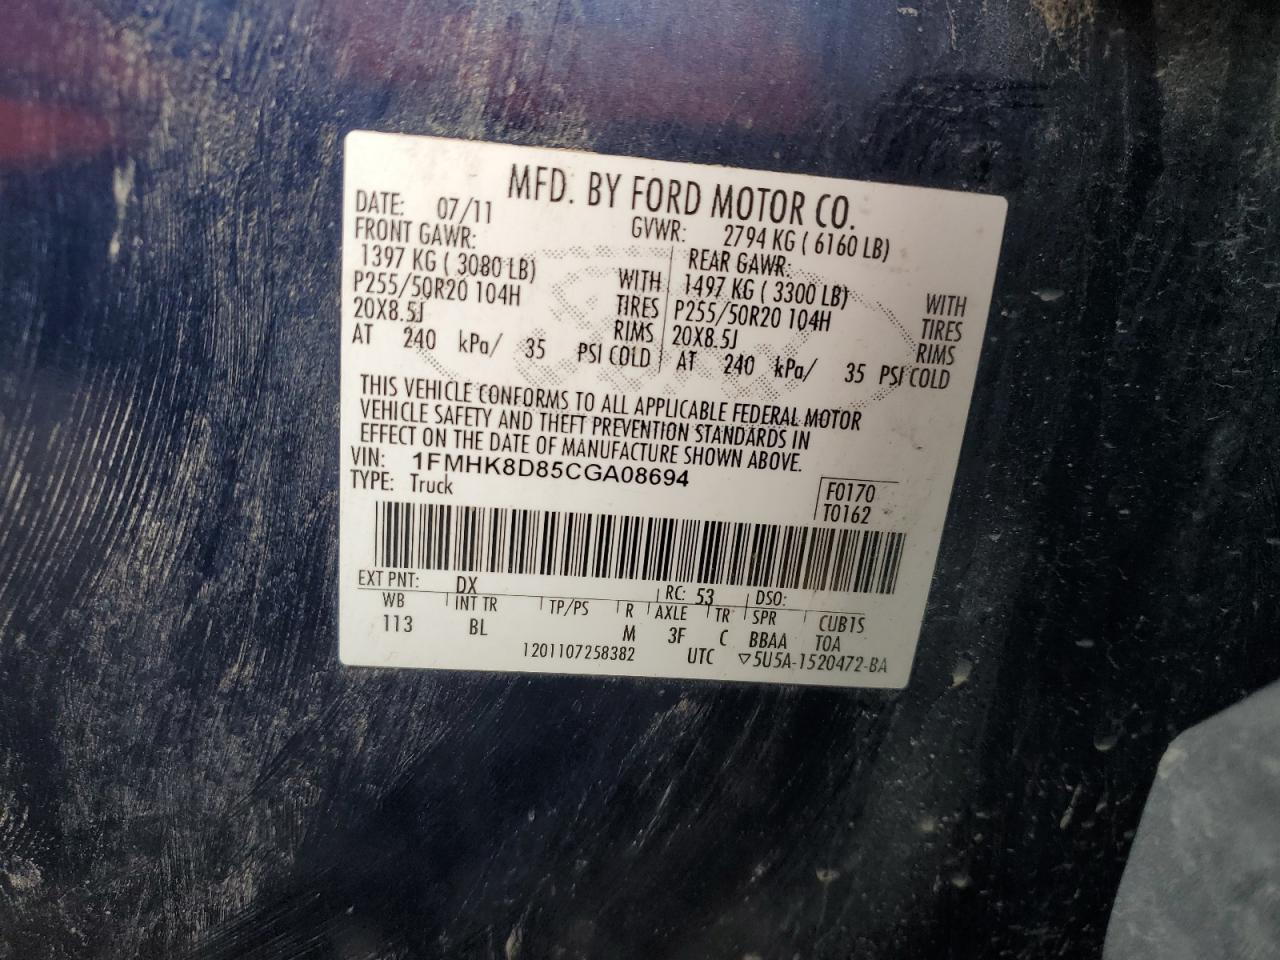 MFD. BY FORD MOTOR CO.
DATE: 07/11 GVWR: 2794 KG ( 6160 LB)
FRONT GAWR: REAR GAWR:
1397 KG ( 3080 LB) WITH 1497 KG ( 3300 LB) WITH
P255/50R20 104H TIRES P255/50R20 104H TIRES
20X8.5J RIMS 20X8.5J RIMS
AT 240 kPa/ 35 PSI COLD AT 240 kPa/ 35 PSI COLD
THIS VEHICLE CONFORMS TO ALL APPLICABLE FEDERAL MOTOR
VEHICLE SAFETY AND THEFT PREVENTION STANDARDS IN
EFFECT ON THE DATE OF MANUFACTURE SHOWN ABOVE.
VIN: 1FMHK8D85CGA08694
TYPE: Truck
F0170
T0162
EXT PNT: DX RC: 53 DSO:
WB INT TR TP/PS R AXLE TR SPR CUB1S
113 BL M 3F C BBAA TOA
1201107258382 UTC ▽5U5A-1520472-BA